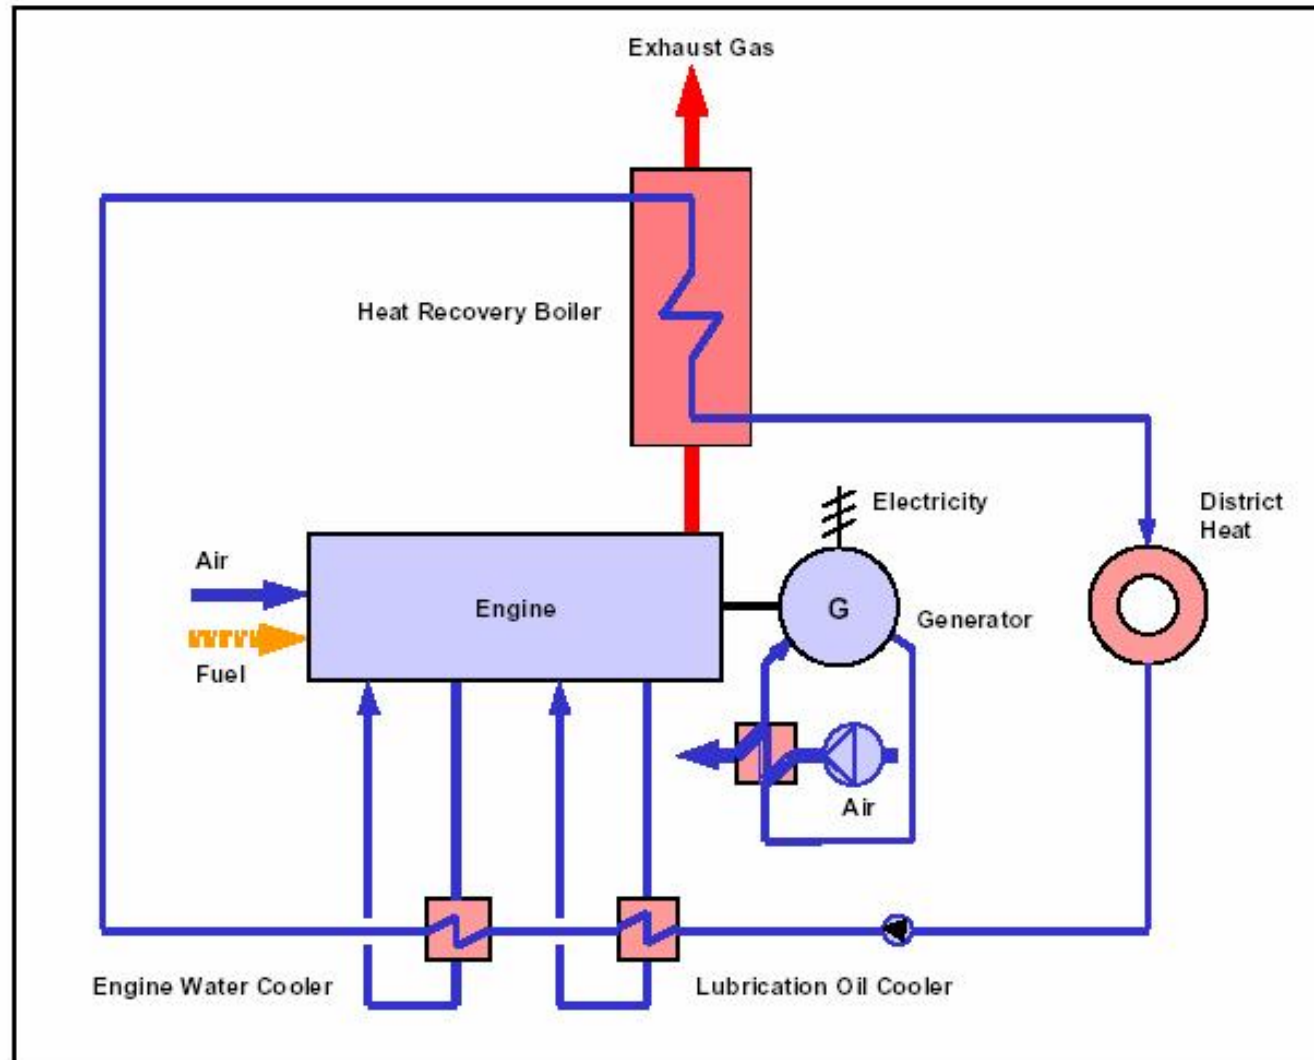 Exhaust Gas
Heat Recovery Boiler
Electricity
District
Heat
Air
Engine
G
Generator
Fuel
Air
Engine Water Cooler
Lubrication Oil Cooler